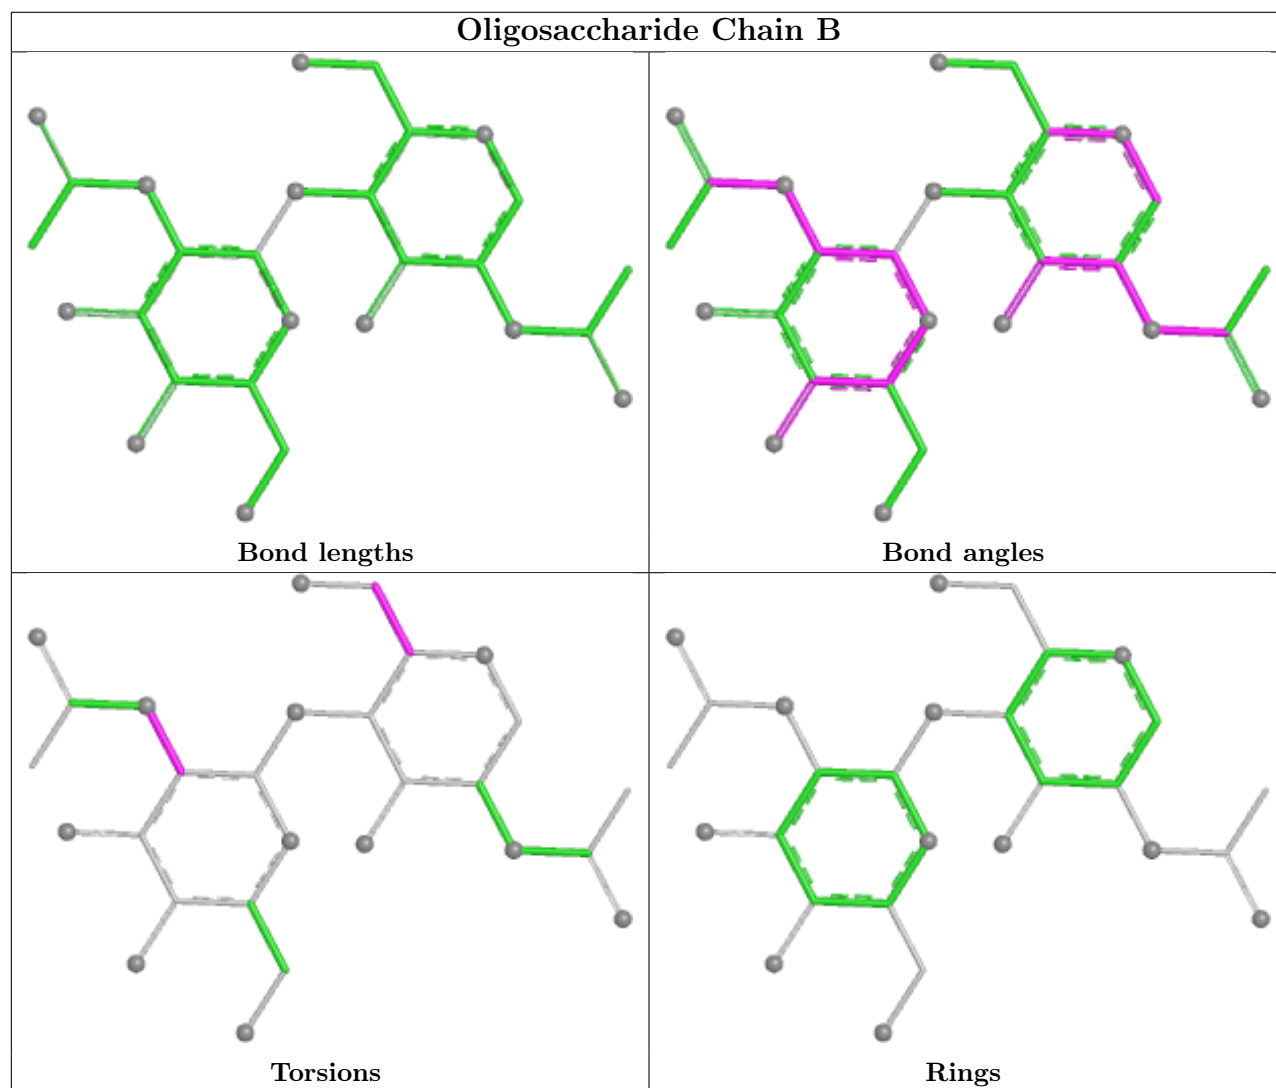 Oligosaccharide Chain B
Bond lengths
Bond angles
Torsions
Rings